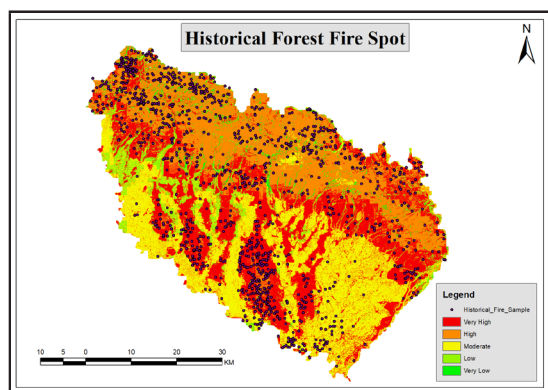 Historical Forest Fire Spot
N
Legend
Historical_Fire_Sample
Very High
High
Moderate
Low
Very Low
10 5 0 10 20 30
KM